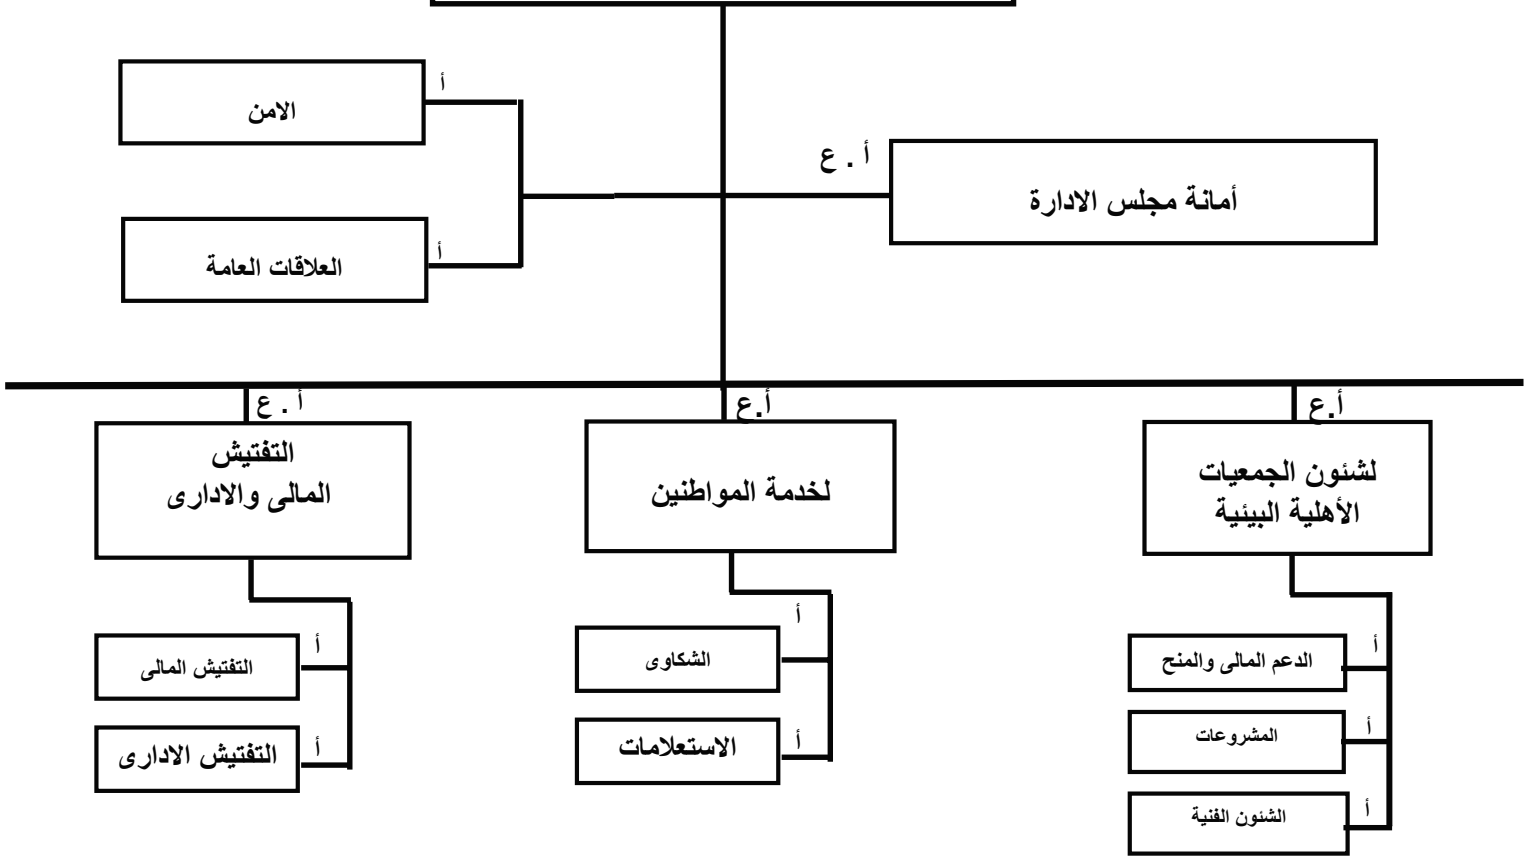 أ
الامن
أ . ع
أمانة مجلس الادارة
أ
العلاقات العامة
أ.ع
لشئون الجمعيات
الأهلية البيئية
أ
الدعم المالى والمنح
أ
المشروعات
أ
الشئون الفنية
أ.ع
لخدمة المواطنين
أ
الشكاوى
أ
الاستعلامات
أ . ع
التفتيش
المالى والادارى
أ
التفتيش المالى
أ
التفتيش الادارى